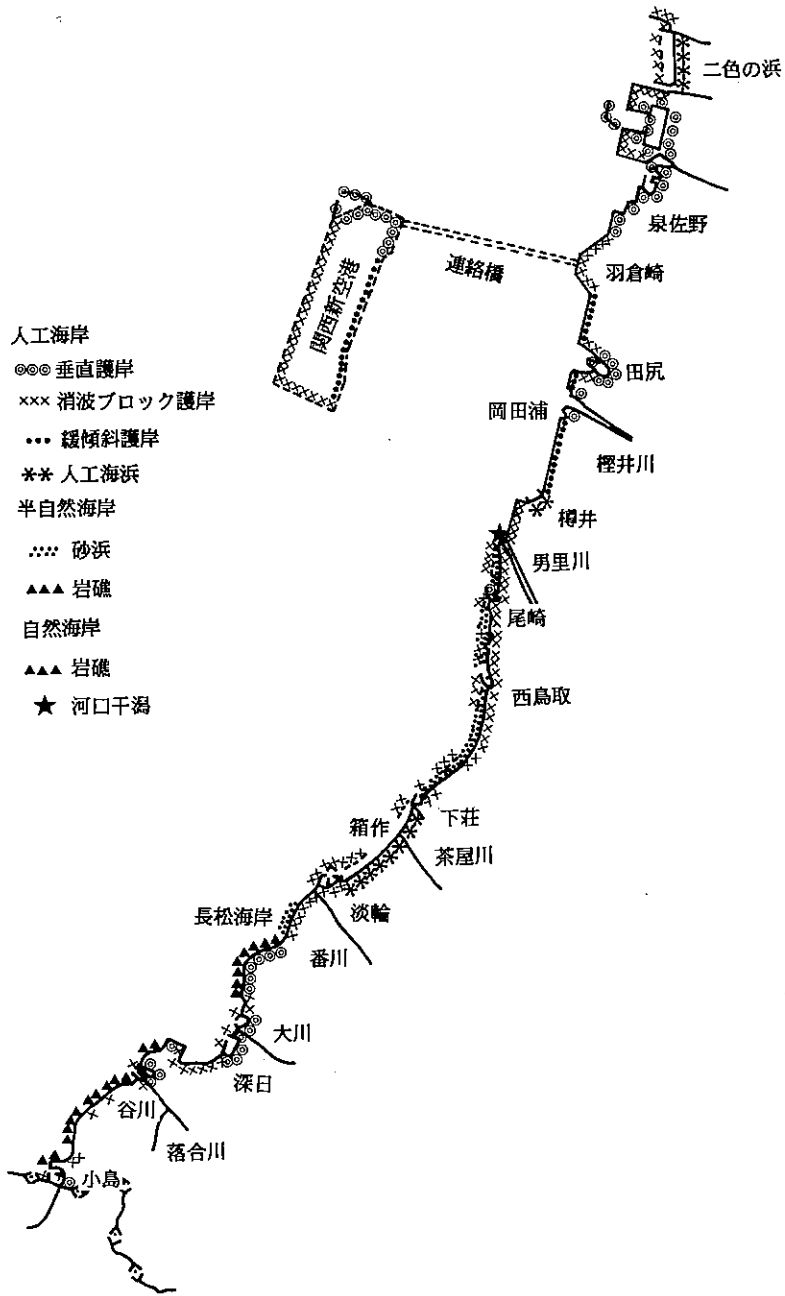 二色の浜
泉佐野
連絡橋
羽倉崎
関西新空港
人工海岸
◎◎◎ 垂直護岸
××× 消波ブロック護岸
••• 緩傾斜護岸
** 人工海浜
半自然海岸
砂浜
▲▲▲ 岩礁
自然海岸
▲▲▲ 岩礁
★ 河口干潟
田尻
岡田浦
樫井川
樽井
男里川
尾崎
西鳥取
下荘
箱作
茶屋川
淡輪
長松海岸
番川
大川
深日
谷川
落合川
小島